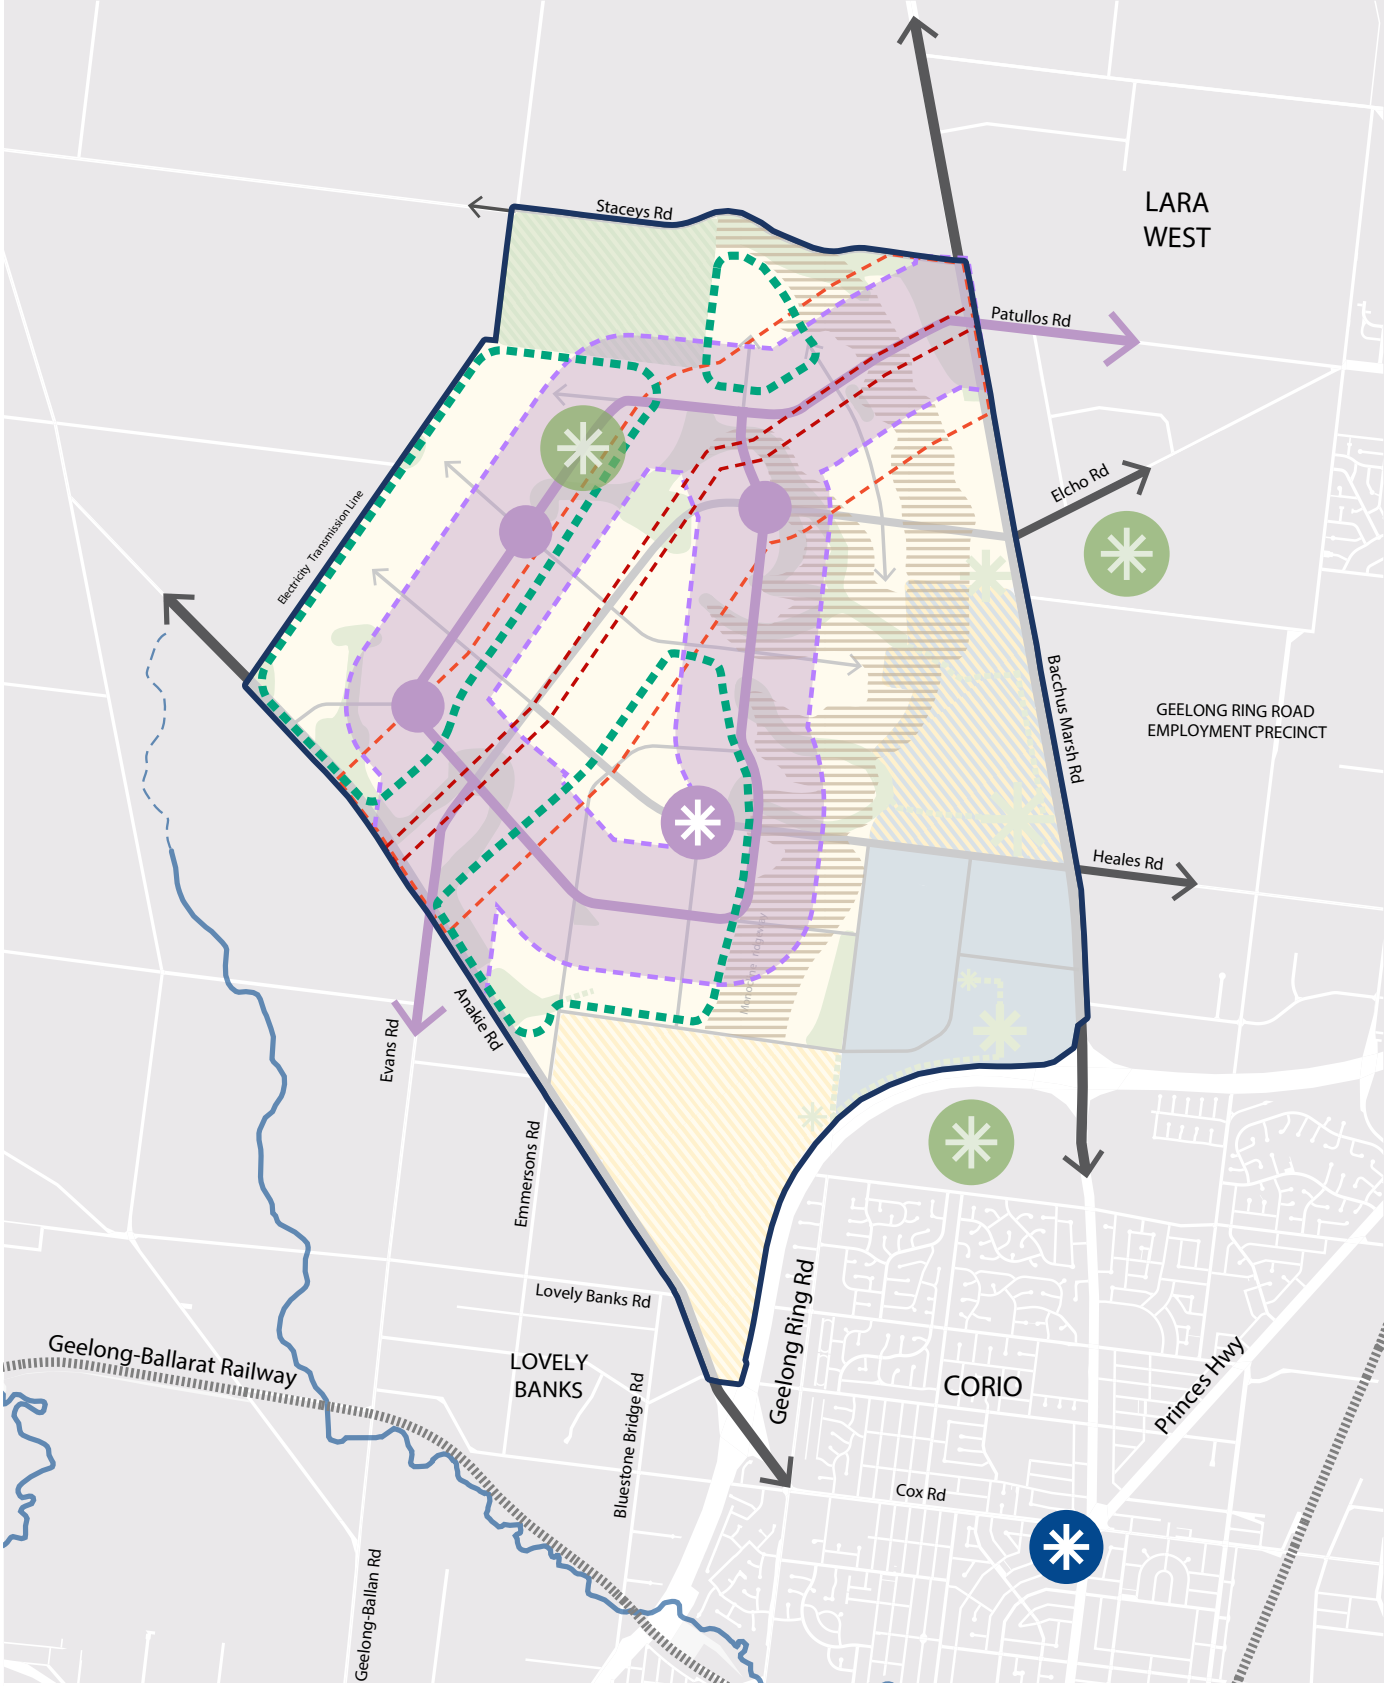 Staceys Rd
LARA
WEST
Patullos Rd
Elcho Rd
Electricity Transmission Line
Bacchus Marsh Rd
GEELONG RING ROAD
EMPLOYMENT PRECINCT
Heales Rd
Anakie Rd
Evans Rd
Emmersons Rd
Lovely Banks Rd
Geelong Ring Rd
Geelong-Ballarat Railway
LOVELY
BANKS
CORIO
Princes Hwy
Bluestone Bridge Rd
Cox Rd
Geelong-Ballan Rd